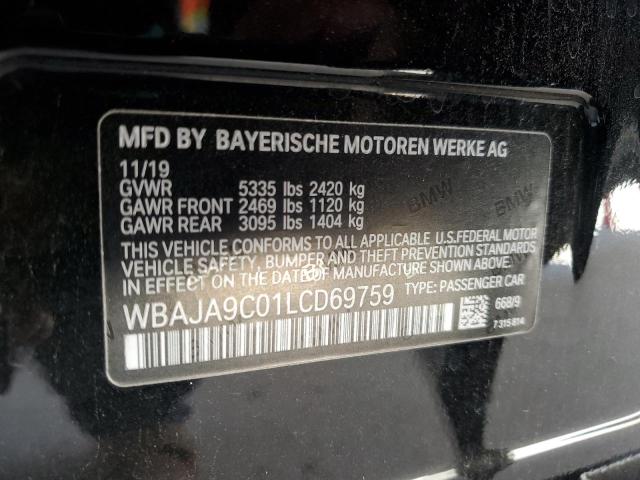 MFD BY BAYERISCHE MOTOREN WERKE AG
11/19
GVWR 5335 lbs 2420 kg
GAWR FRONT 2469 lbs 1120 kg
GAWR REAR 3095 lbs 1404 kg
THIS VEHICLE CONFORMS TO ALL APPLICABLE U.S.FEDERAL MOTOR
VEHICLE SAFETY, BUMPER AND THEFT PREVENTION STANDARDS
IN EFFECT ON THE DATE OF MANUFACTURE SHOWN ABOVE.
WBAJA9C01LCD69759 TYPE: PASSENGER CAR
668/9
7 315 814
BMW
BMW